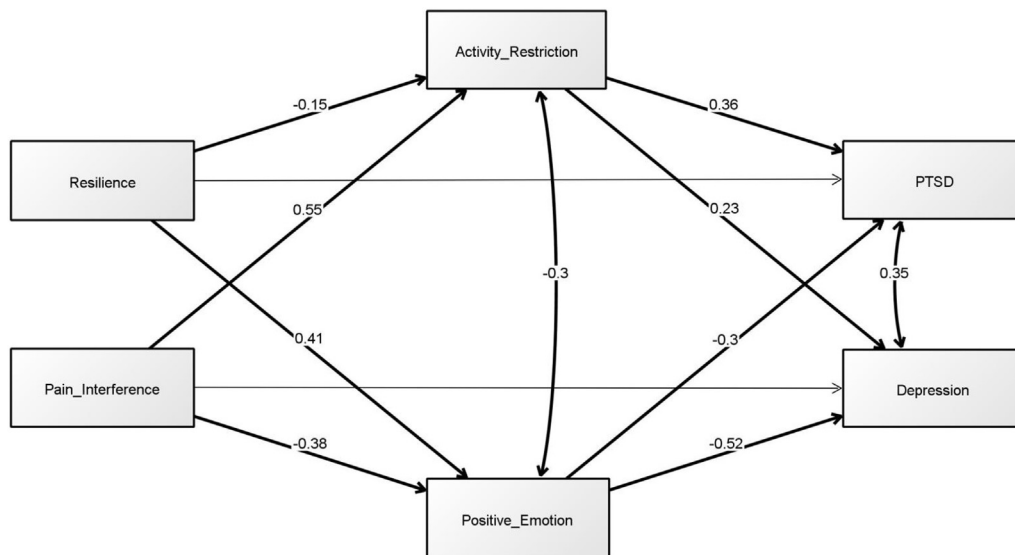 Activity_Restriction
-0.15
0.36
Resilience
PTSD
0.55
0.23
-0.3
0.35
0.41
-0.3
Pain_Interference
Depression
-0.38
-0.52
Positive_Emotion